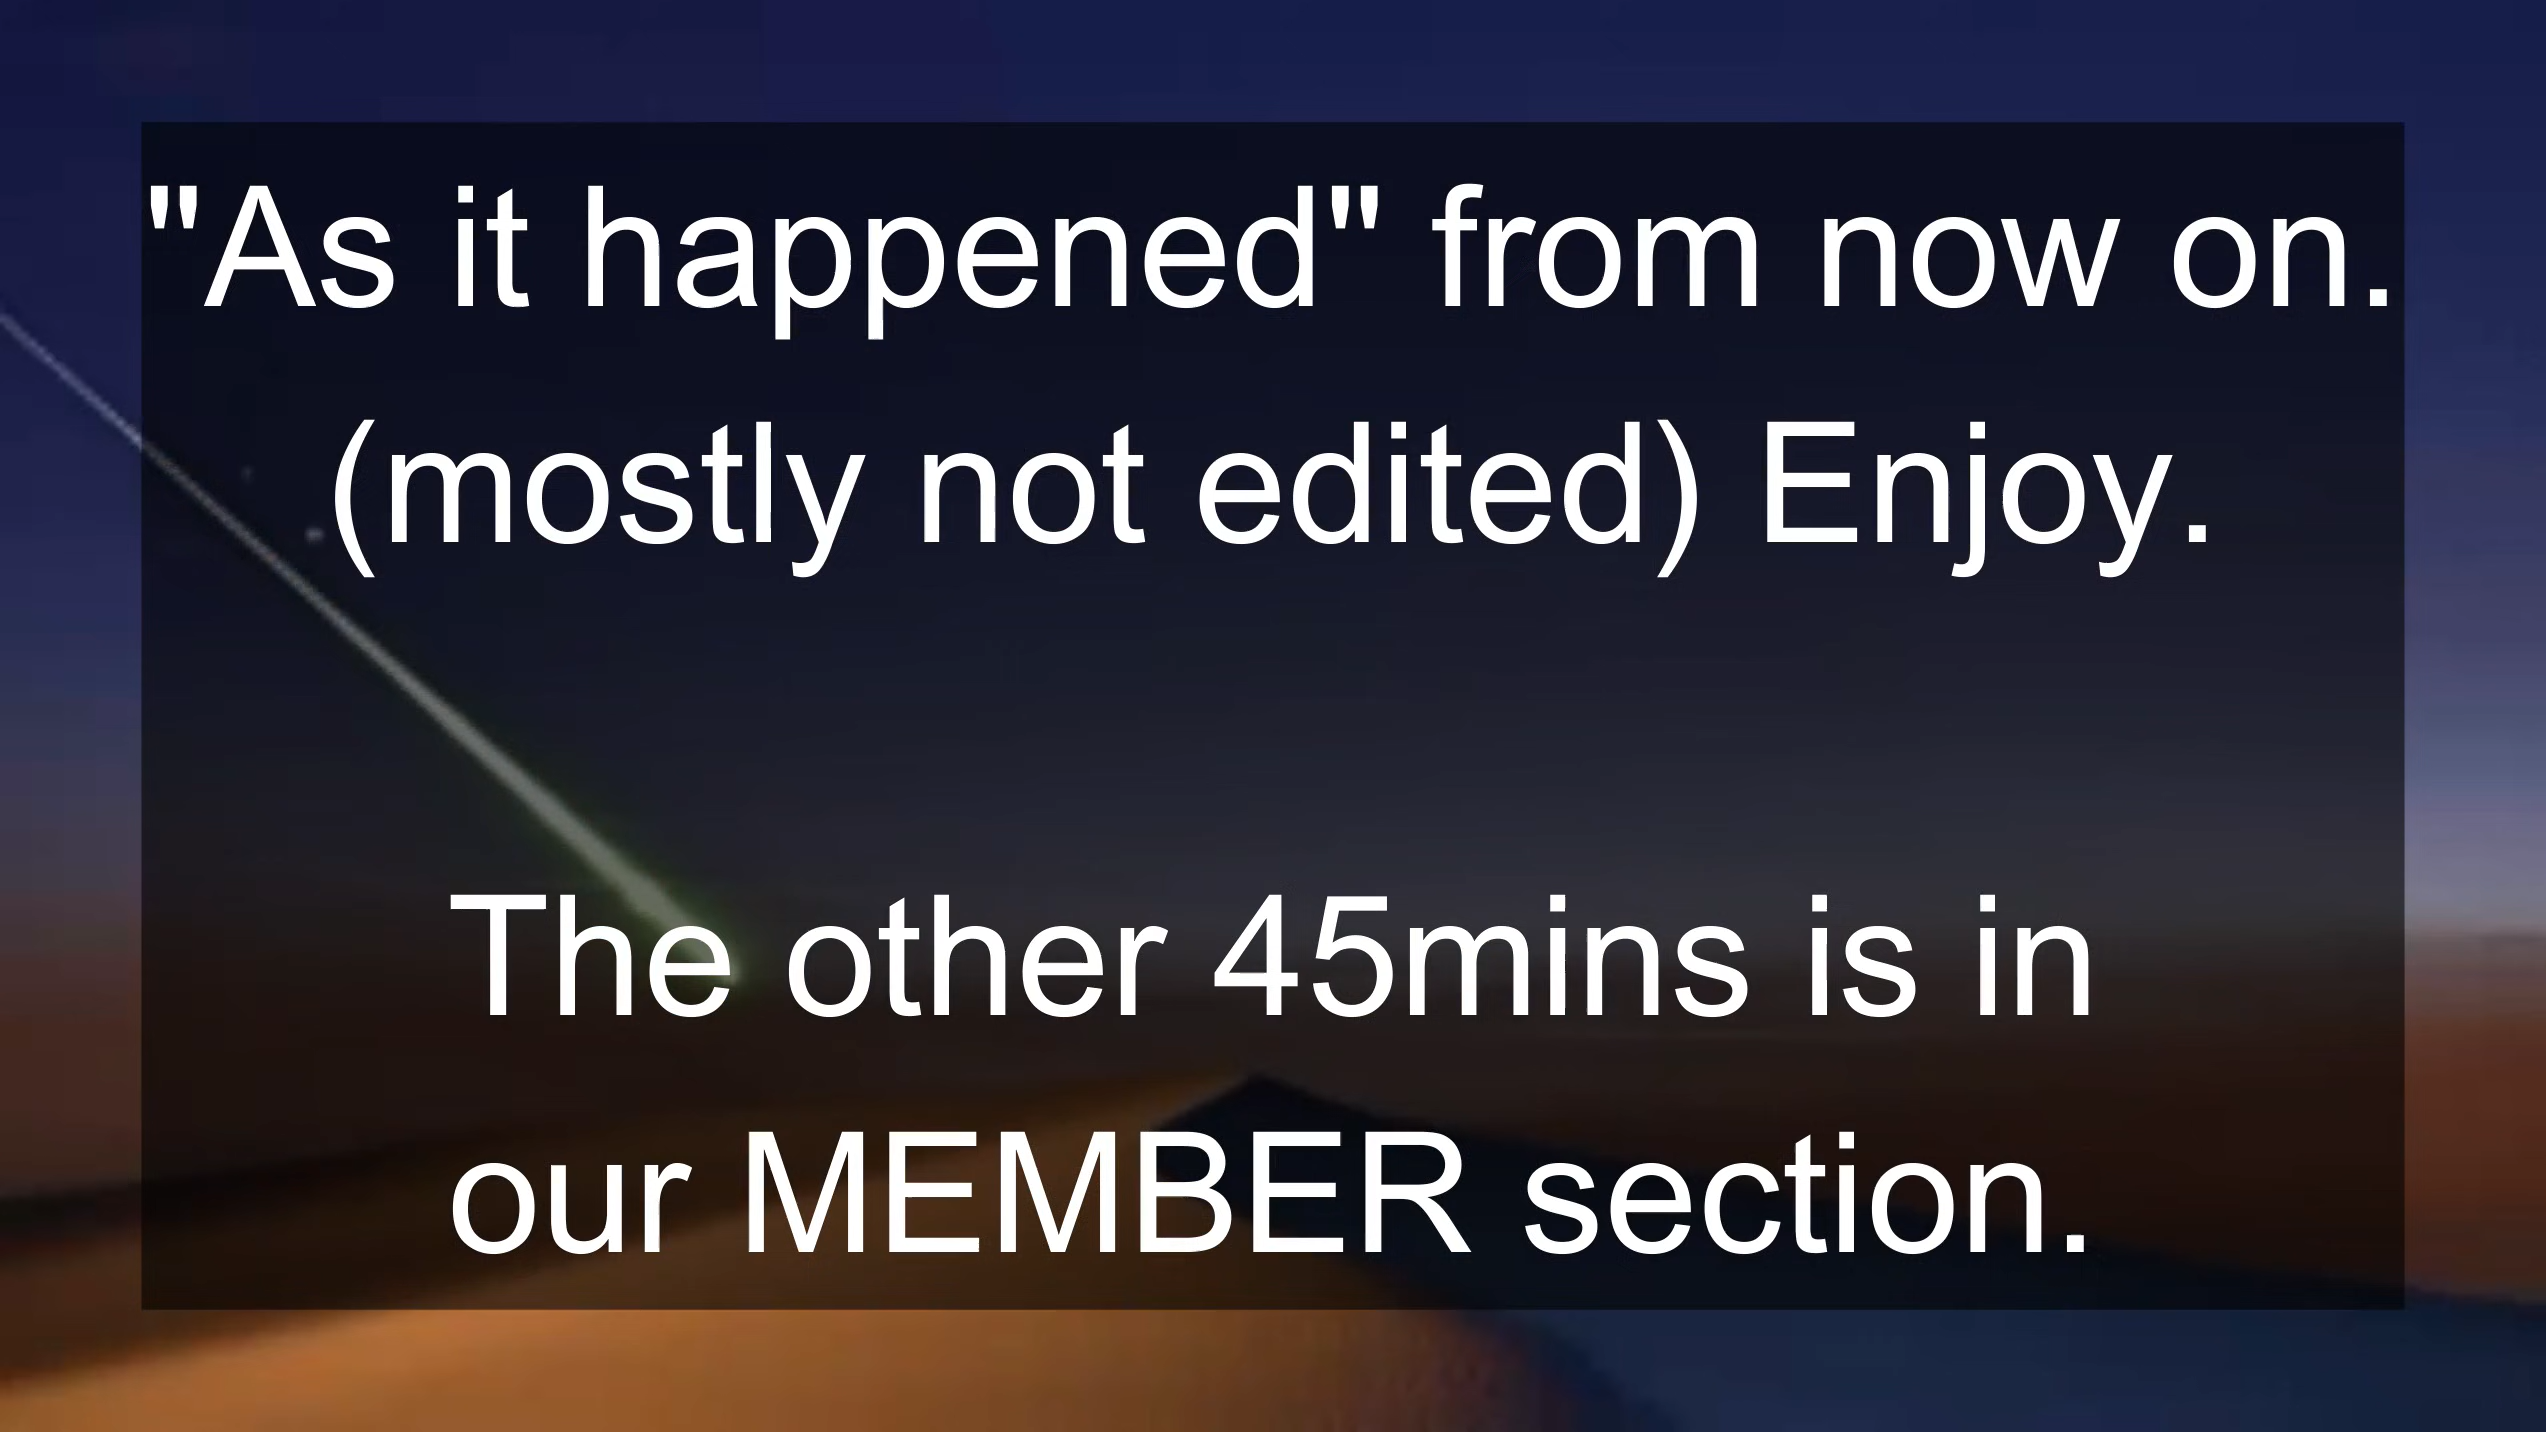 "As it happened" from now on.
(mostly not edited) Enjoy.
The other 45mins is in
our MEMBER section.